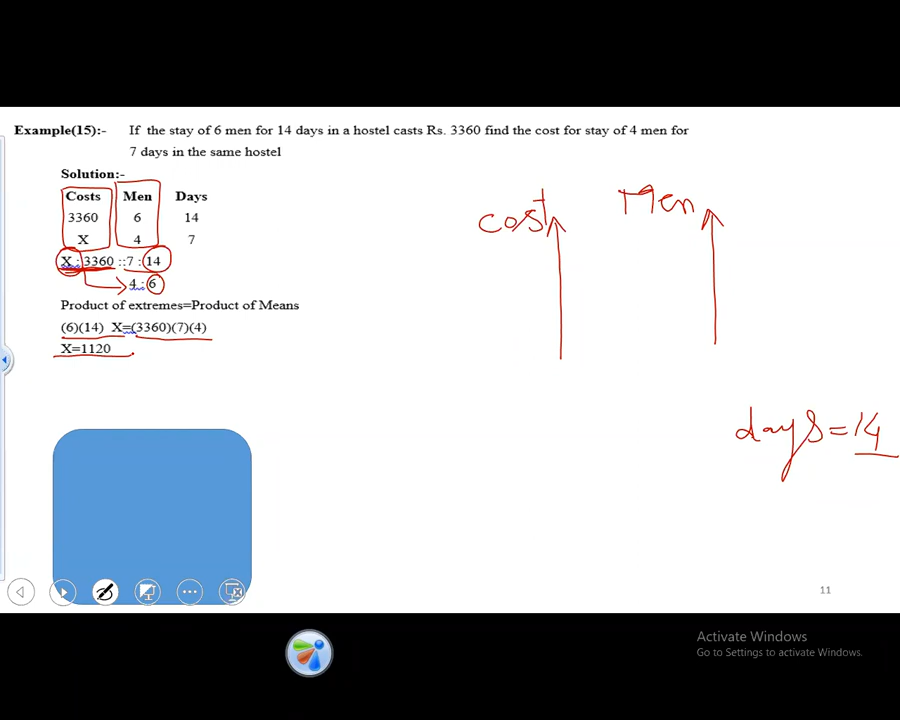 Example(15):- If the stay of 6 men for 14 days in a hostel casts Rs. 3360 find the cost for stay of 4 men for
7 days in the same hostel
Solution:-
Costs Men Days
3360 6 14
X 4 7
X : 3360 ::7 : 14
4 : 6
Product of extremes=Product of Means
(6)(14) X=(3360)(7)(4)
X=1120
cost
Men
days=14
11
Activate Windows
Go to Settings to activate Windows.